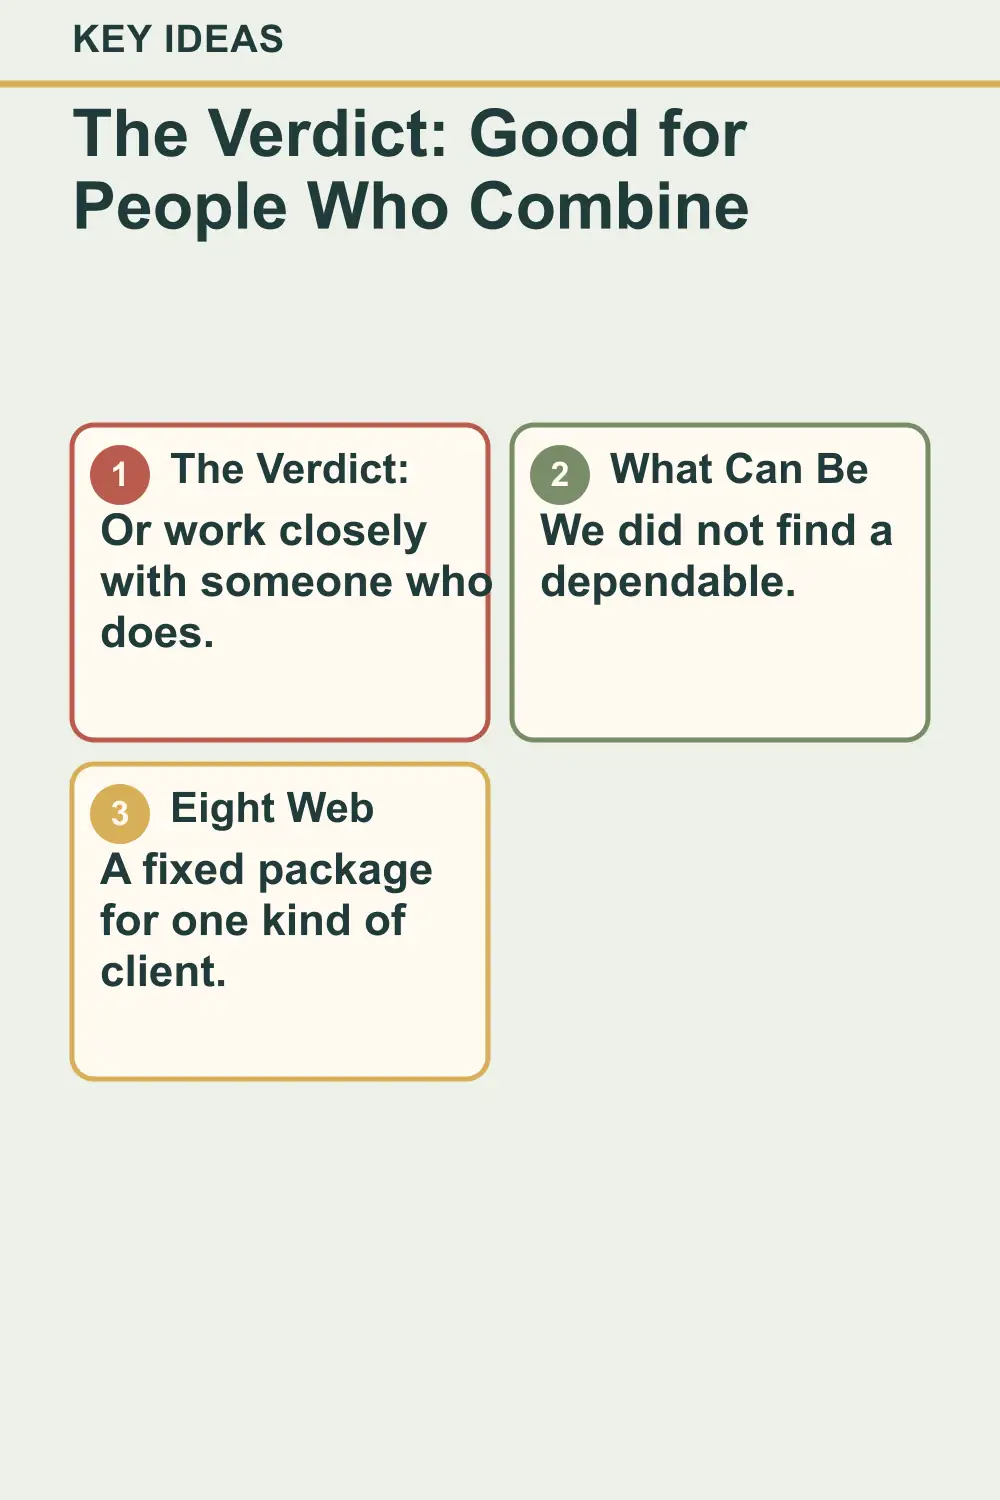 KEY IDEAS
The Verdict: Good for
People Who Combine
1 The Verdict:
Or work closely
with someone who
does.
2 What Can Be
We did not find a
dependable.
3 Eight Web
A fixed package
for one kind of
client.